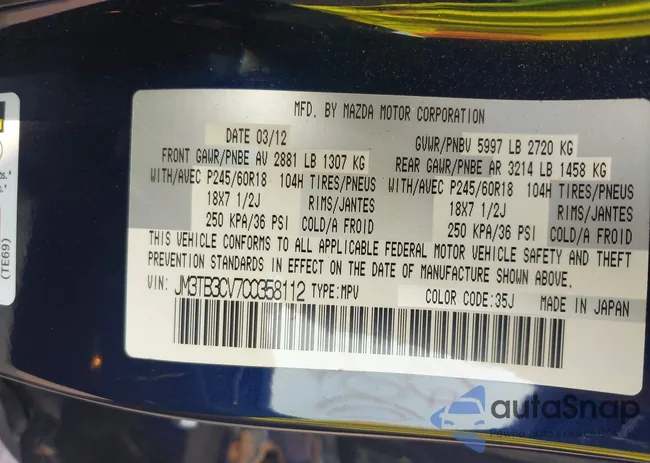 MFD. BY MAZDA MOTOR CORPORATION
DATE 03/12
GVWR/PNBV 5997 LB 2720 KG
FRONT GAWR/PNBE AV 2881 LB 1307 KG
REAR GAWR/PNBE AR 3214 LB 1458 KG
WITH/AVEC P245/60R18 104H TIRES/PNEUS
WITH/AVEC P245/60R18 104H TIRES/PNEUS
18X7 1/2J RIMS/JANTES
18X7 1/2J RIMS/JANTES
250 KPA/36 PSI COLD/A FROID
250 KPA/36 PSI COLD/A FROID
THIS VEHICLE CONFORMS TO ALL APPLICABLE FEDERAL MOTOR VEHICLE SAFETY AND THEFT
PREVENTION STANDARDS IN EFFECT ON THE DATE OF MANUFACTURE SHOWN ABOVE.
VIN: JM3TB3CV7C0358112 TYPE:MPV
COLOR CODE:35J MADE IN JAPAN
(TE69)
autoSnap